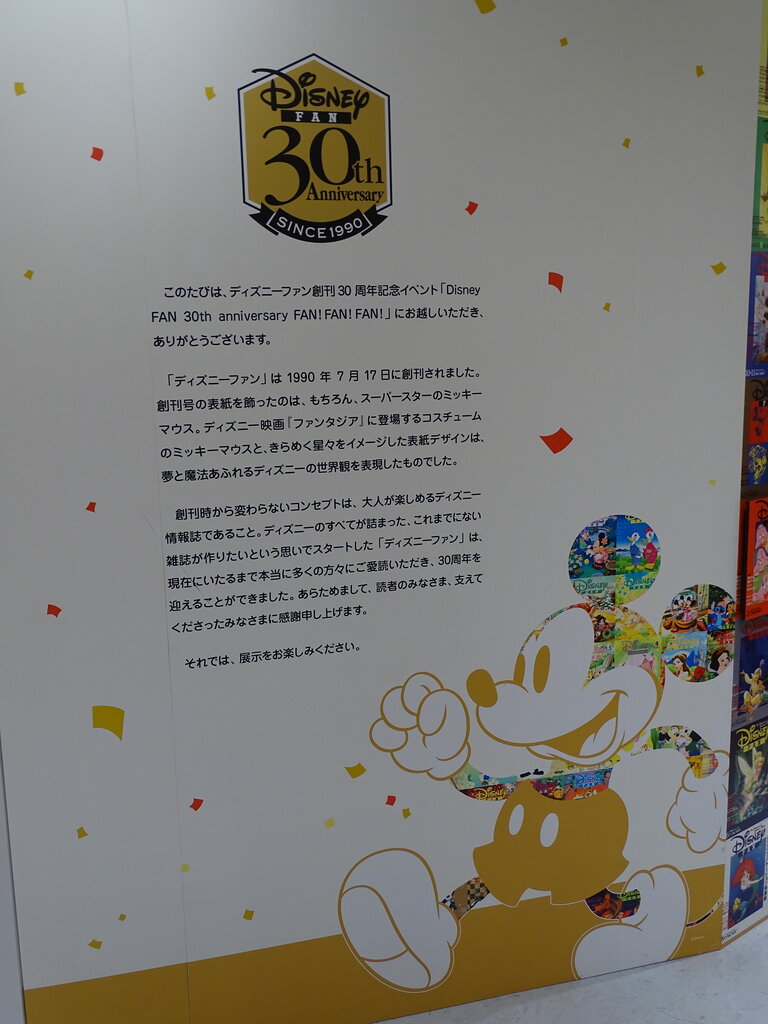 Disney
FAN
30th
Anniversary
SINCE 1990
このたびは、ディズニーファン創刊30周年記念イベント「Disney
FAN 30th anniversary FAN! FAN! FAN!」にお越しいただき、
ありがとうございます。
「ディズニーファン」は 1990 年 7 月 17 日に創刊されました。
創刊号の表紙を飾ったのは、もちろん、スーパースターのミッキー
マウス。ディズニー映画『ファンタジア』に登場するコスチューム
のミッキーマウスと、きらめく星々をイメージした表紙デザインは、
夢と魔法あふれるディズニーの世界観を表現したものでした。
創刊時から変わらないコンセプトは、大人が楽しめるディズニー
情報誌であること。ディズニーのすべてが詰まった、これまでにない
雑誌が作りたいという思いでスタートした「ディズニーファン」は、
現在にいたるまで本当に多くの方々にご愛読いただき、30周年を
迎えることができました。あらためまして、読者のみなさま、支えて
くださったみなさまに感謝申し上げます。
それでは、展示をお楽しみください。